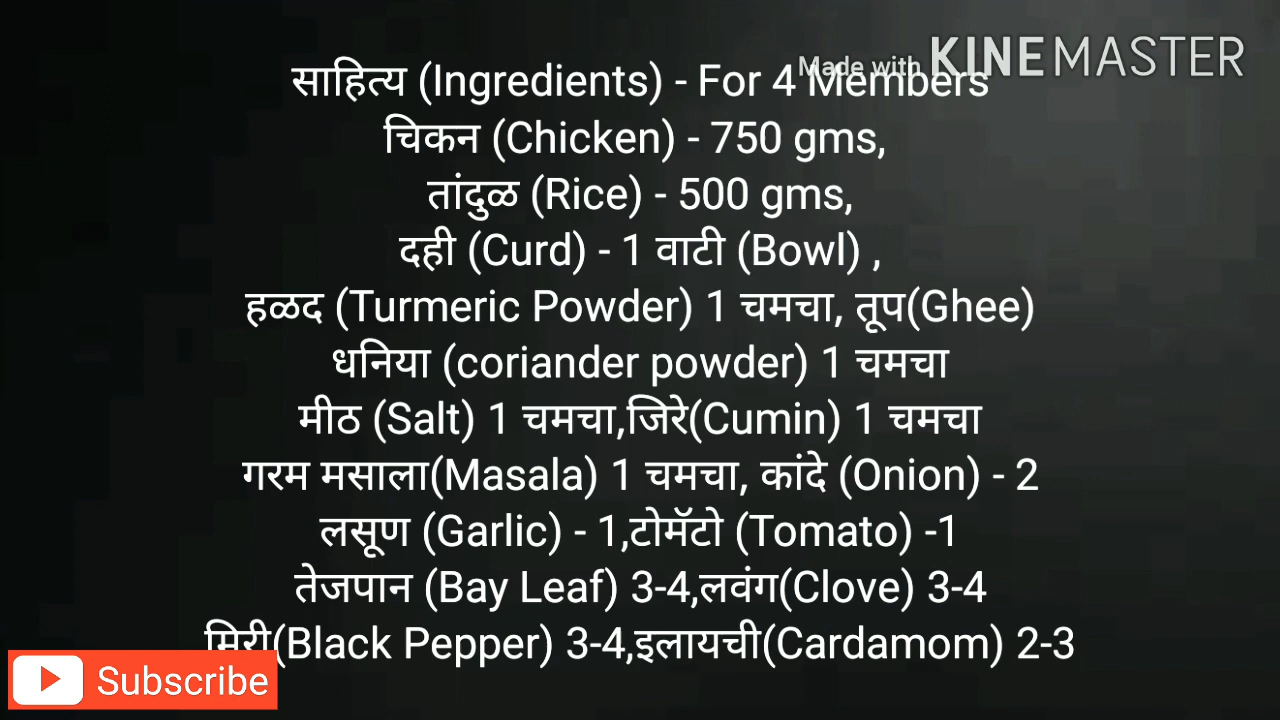 Made with KINEMASTER
साहित्य (Ingredients) - For 4 Members
चिकन (Chicken) - 750 gms,
तांदुळ (Rice) - 500 gms,
दही (Curd) - 1 वाटी (Bowl) ,
हळद (Turmeric Powder) 1 चमचा, तूप(Ghee)
धनिया (coriander powder) 1 चमचा
मीठ (Salt) 1 चमचा,जिरे(Cumin) 1 चमचा
गरम मसाला(Masala) 1 चमचा, कांदे (Onion) - 2
लसूण (Garlic) - 1,टोमॅटो (Tomato) -1
तेजपान (Bay Leaf) 3-4,लवंग(Clove) 3-4
मिरी(Black Pepper) 3-4,इलायची(Cardamom) 2-3
Subscribe